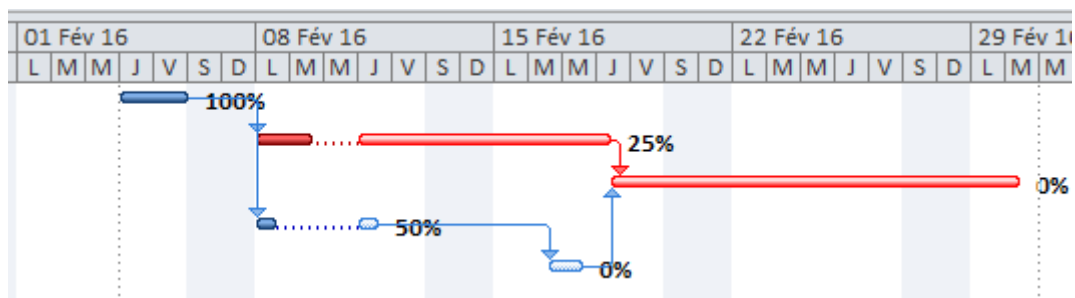 01 Fév 16 08 Fév 16 15 Fév 16 22 Fév 16 29 Fév 16
L M M J V S D L M M J V S D L M M J V S D L M M J V S D L M M
100%
25%
0%
50%
0%